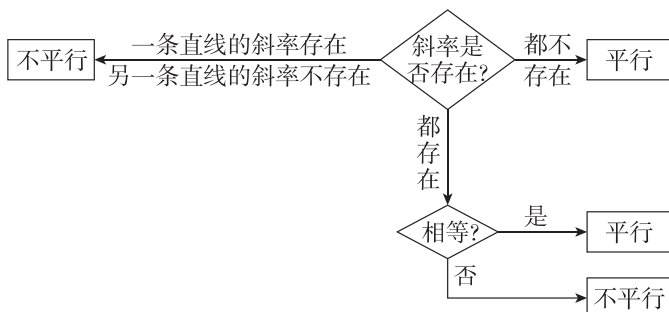 不平行
一条直线的斜率存在
另一条直线的斜率不存在
斜率是
否存在?
都不
存在
平行
都
存
在
相等?
是
平行
否
不平行